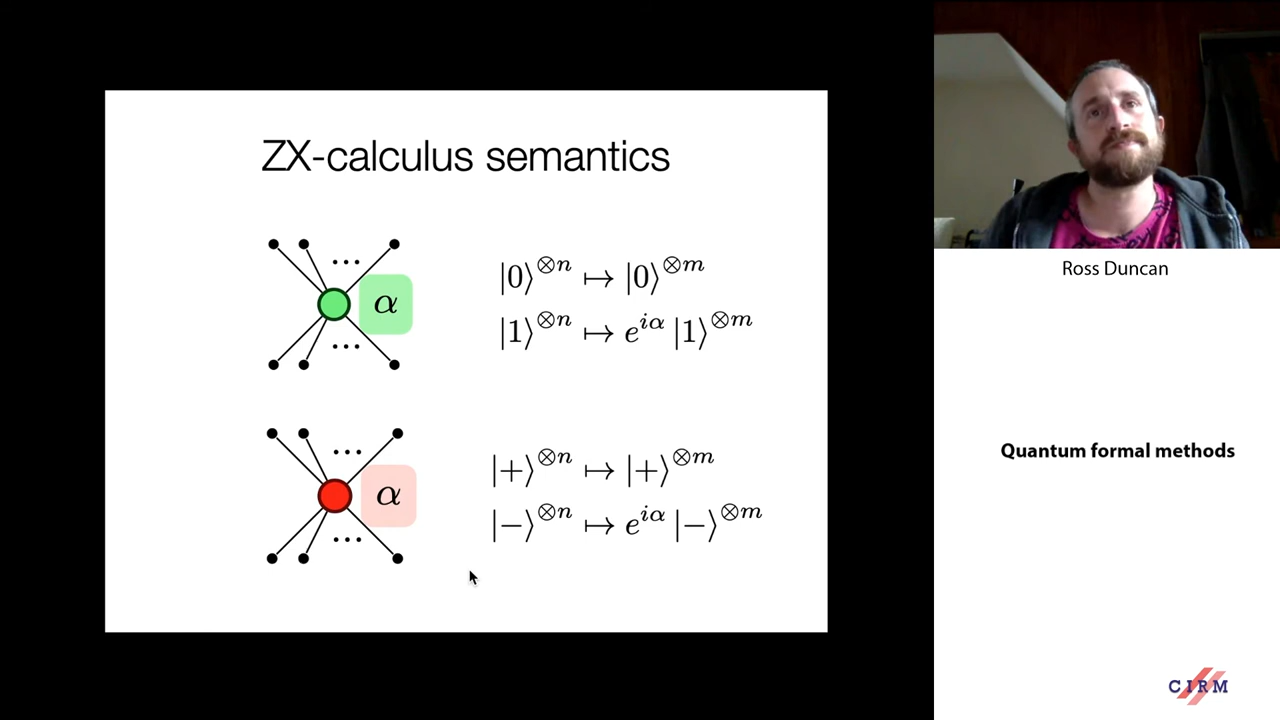 ZX-calculus semantics
...
α
...
|0⟩^{⊗n} ↦ |0⟩^{⊗m}
|1⟩^{⊗n} ↦ e^{iα} |1⟩^{⊗m}
...
α
...
|+⟩^{⊗n} ↦ |+⟩^{⊗m}
|−⟩^{⊗n} ↦ e^{iα} |−⟩^{⊗m}
Ross Duncan
Quantum formal methods
CIRM